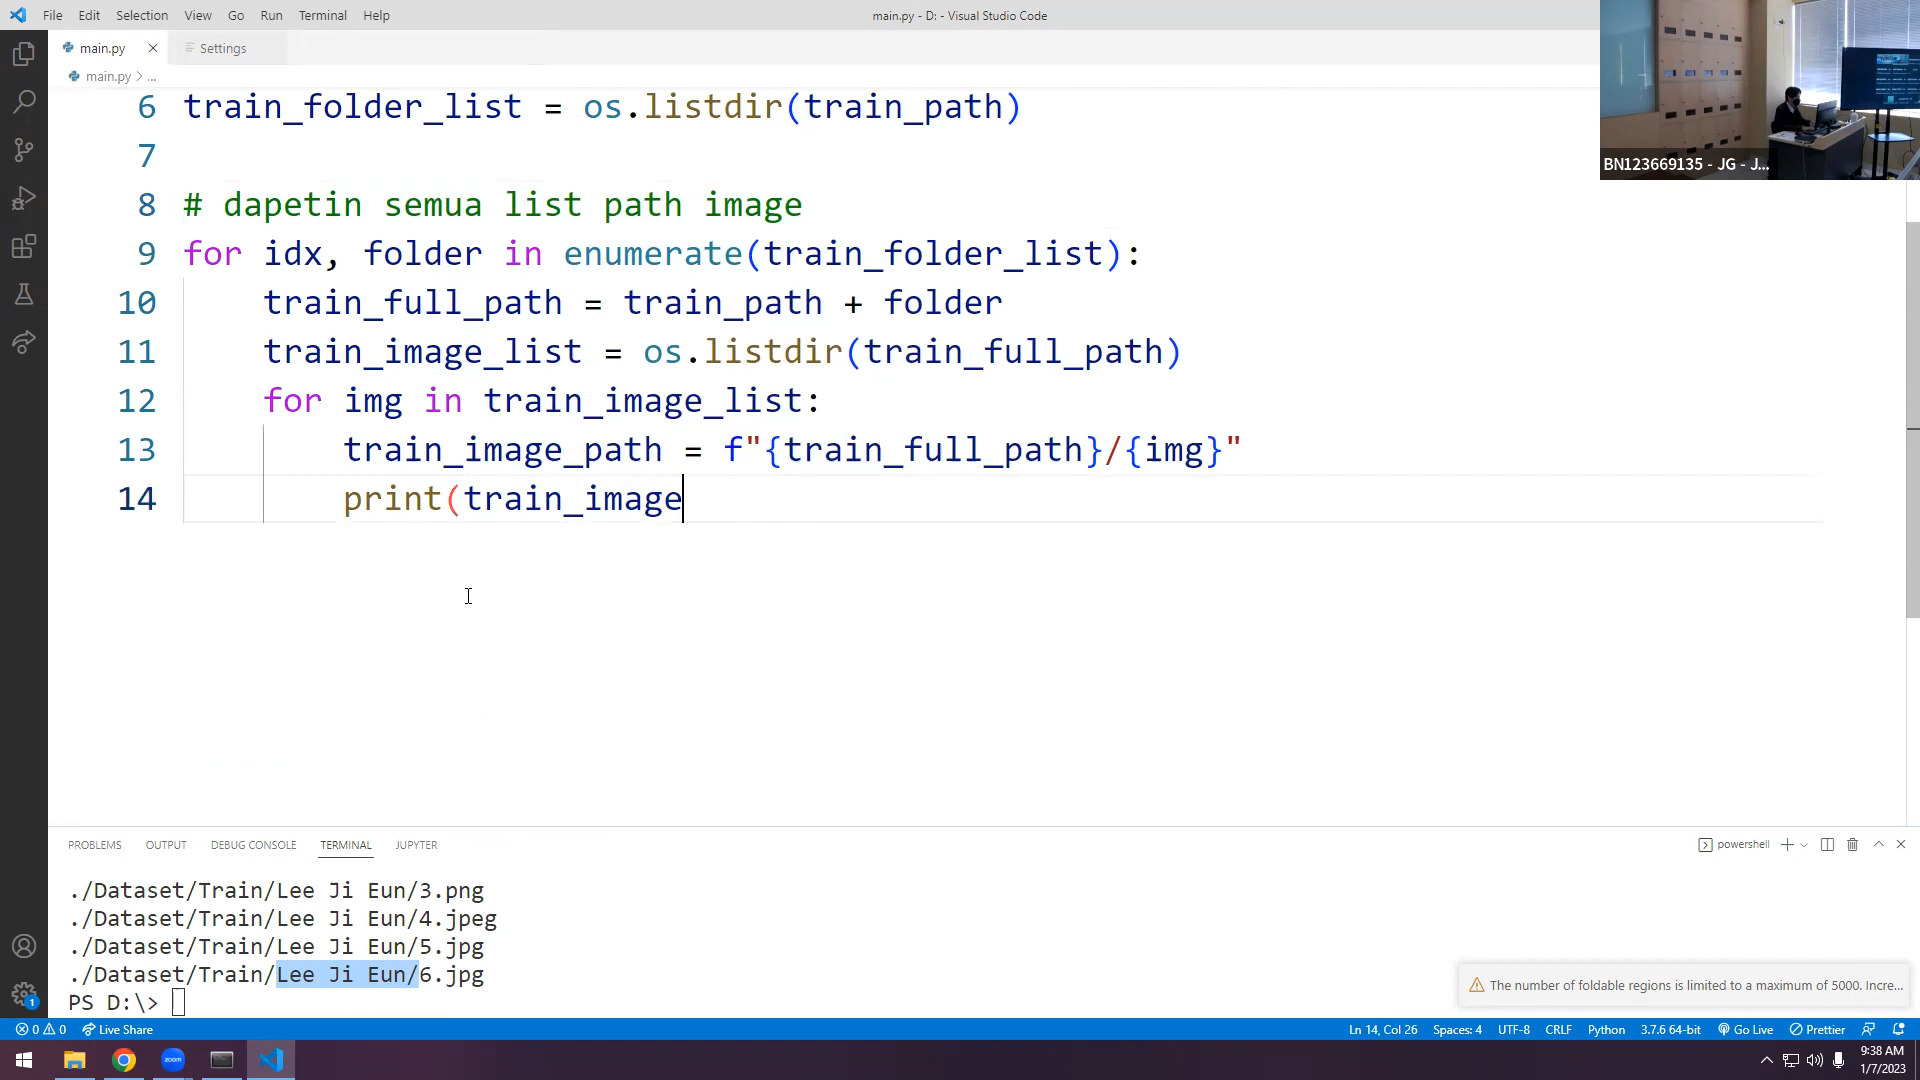 File Edit Selection View Go Run Terminal Help
main.py - D: - Visual Studio Code
main.py Settings
main.py > ...
6 train_folder_list = os.listdir(train_path)
7
8 # dapetin semua list path image
9 for idx, folder in enumerate(train_folder_list):
10 train_full_path = train_path + folder
11 train_image_list = os.listdir(train_full_path)
12 for img in train_image_list:
13 train_image_path = f"{train_full_path}/{img}"
14 print(train_image
BN123669135 - JG - J...
PROBLEMS OUTPUT DEBUG CONSOLE TERMINAL JUPYTER
powershell
./Dataset/Train/Lee Ji Eun/3.png
./Dataset/Train/Lee Ji Eun/4.jpeg
./Dataset/Train/Lee Ji Eun/5.jpg
./Dataset/Train/Lee Ji Eun/6.jpg
PS D:\>
The number of foldable regions is limited to a maximum of 5000. Incre...
1
0 0 Live Share
Ln 14, Col 26 Spaces: 4 UTF-8 CRLF Python 3.7.6 64-bit Go Live Prettier
zoom
9:38 AM
1/7/2023